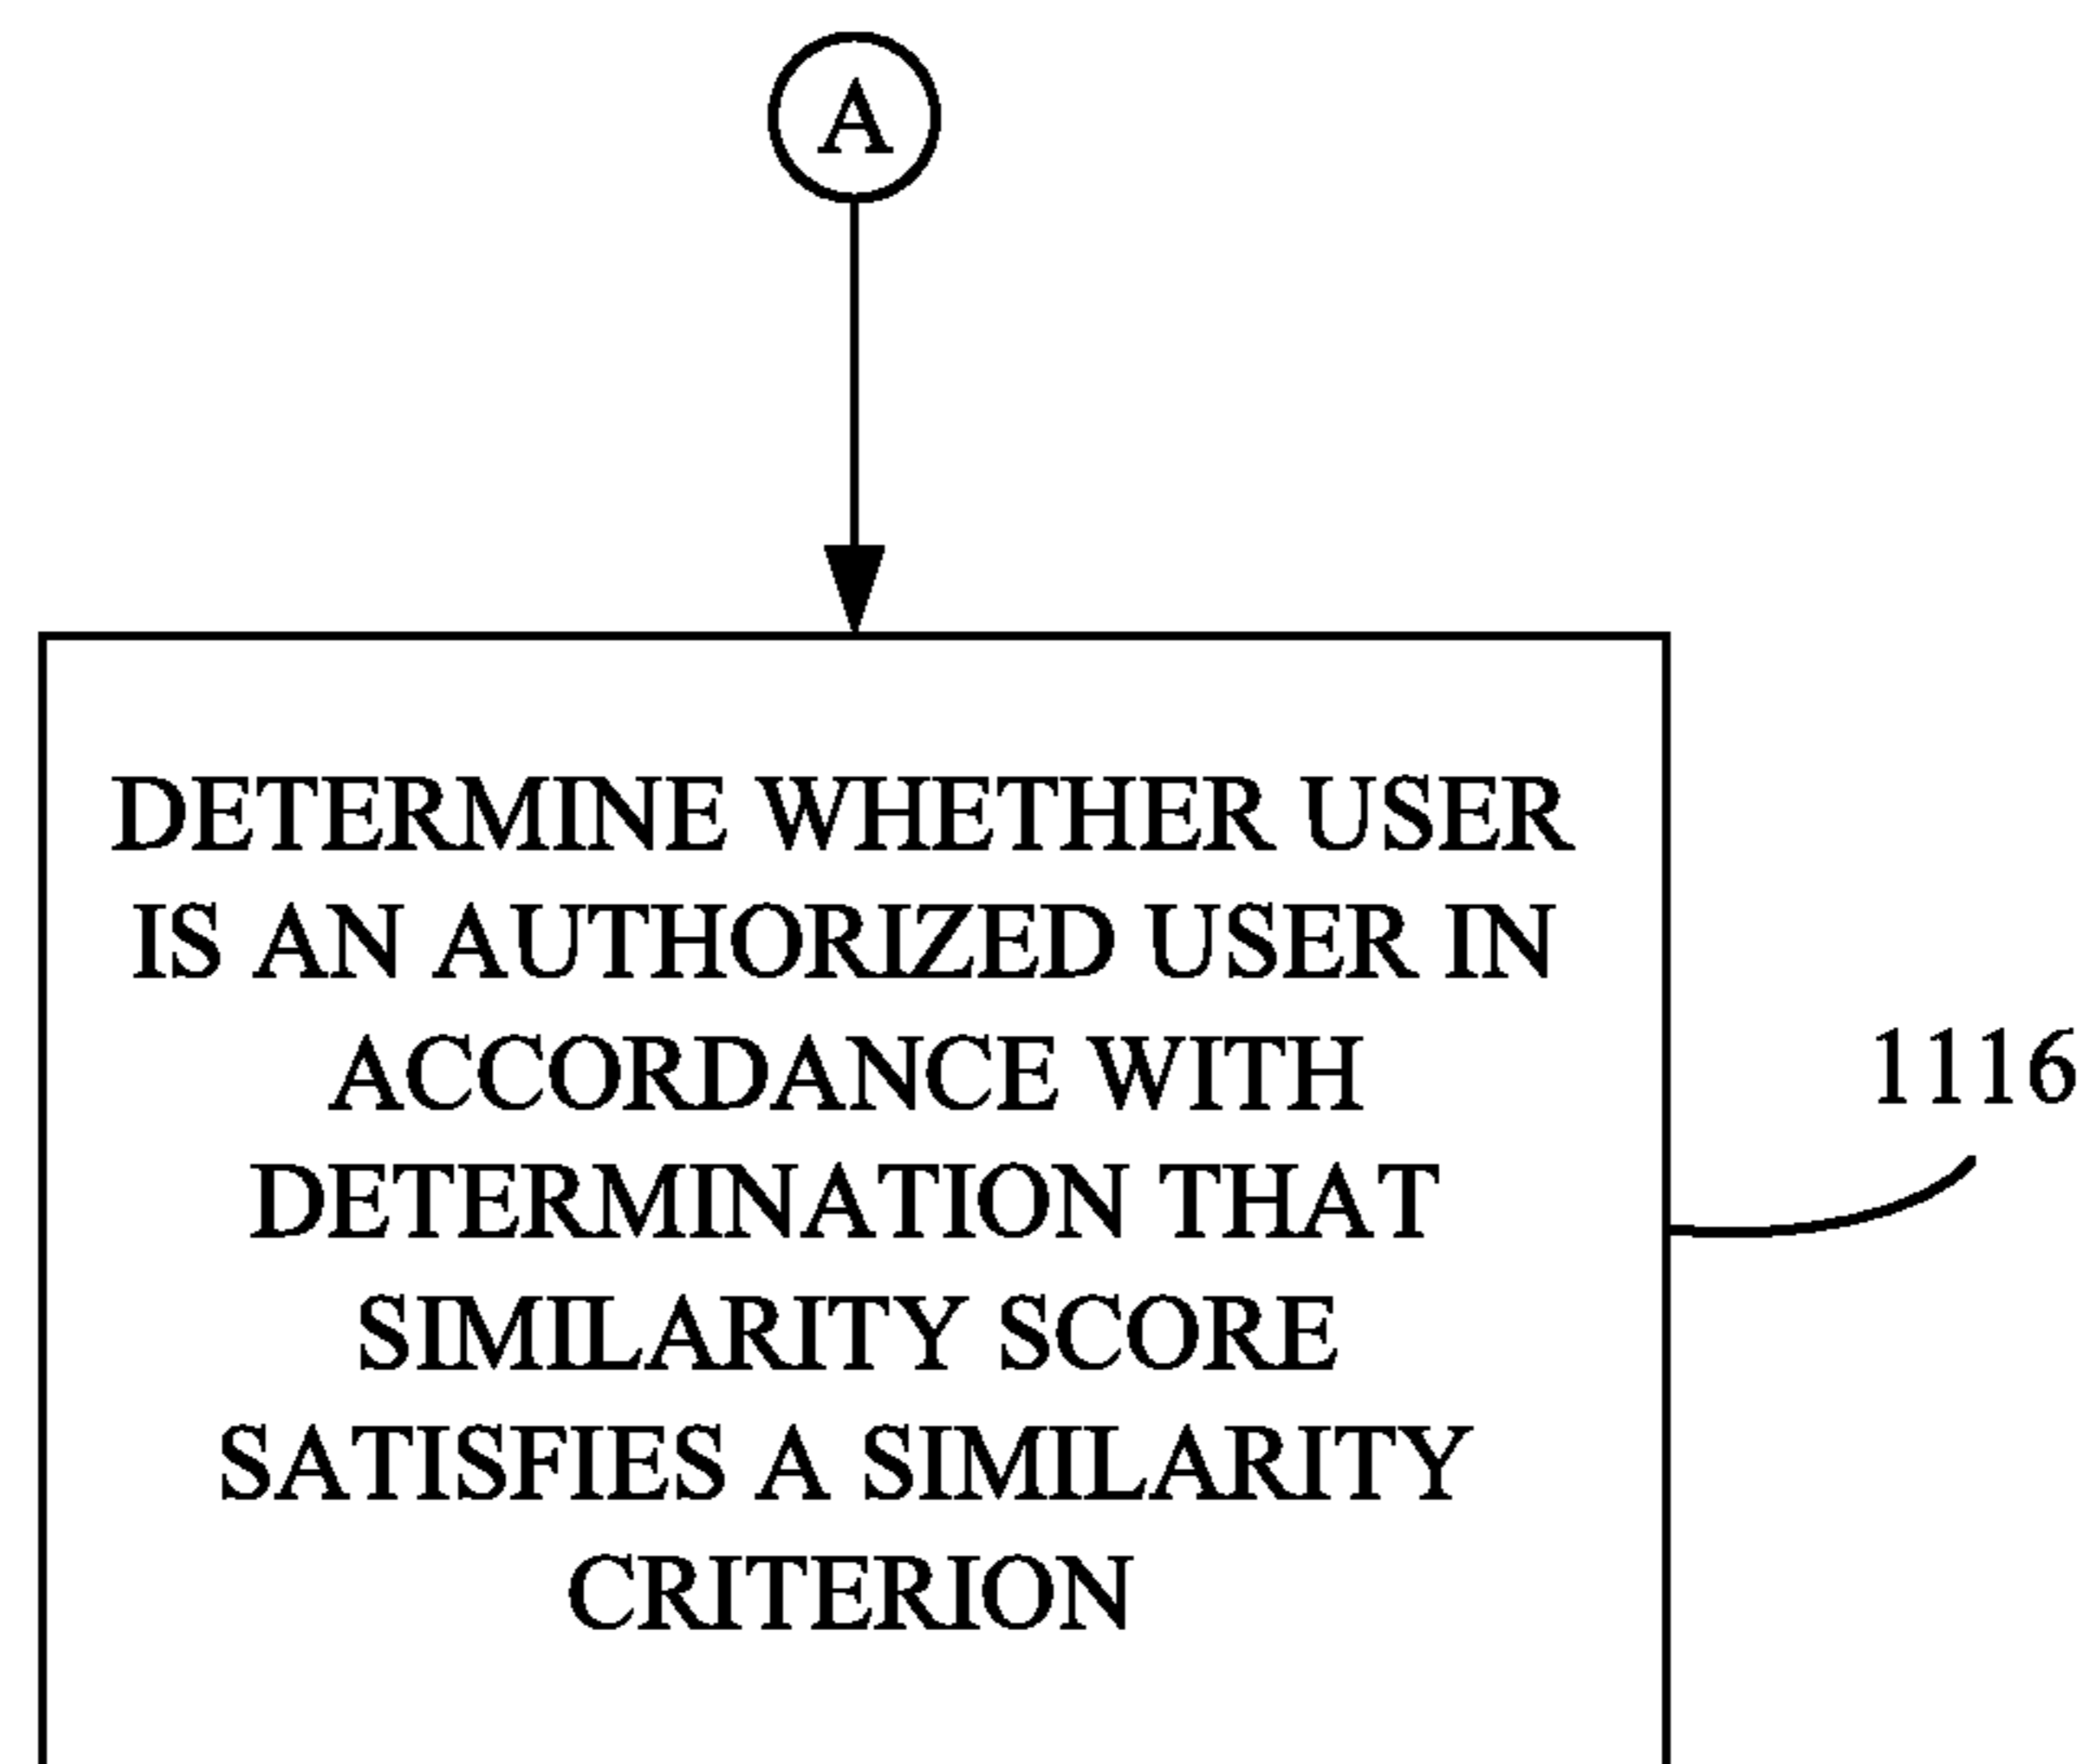 A
DETERMINE WHETHER USER
IS AN AUTHORIZED USER IN
ACCORDANCE WITH
DETERMINATION THAT
SIMILARITY SCORE
SATISFIES A SIMILARITY
CRITERION
1116